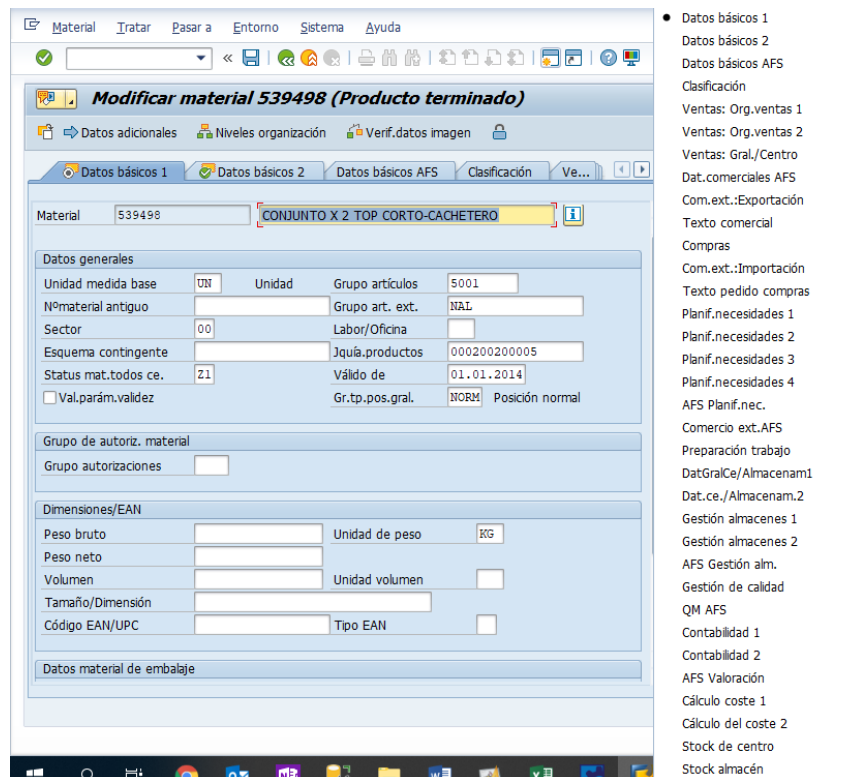 Material Tratar Pasar a Entorno Sistema Ayuda
Modificar material 539498 (Producto terminado)
Datos adicionales Niveles organización Verif.datos imagen
Datos básicos 1 Datos básicos 2 Datos básicos AFS Clasificación Ve...
Material 539498 CONJUNTO X 2 TOP CORTO-CACHETERO
Datos generales
Unidad medida base UN Unidad Grupo artículos 5001
Nºmaterial antiguo Grupo art. ext. NAL
Sector 00 Labor/Oficina
Esquema contingente Jquía.productos 000200200005
Status mat.todos ce. Z1 Válido de 01.01.2014
Val.parám.validez Gr.tp.pos.gral. NORM Posición normal
Grupo de autoriz. material
Grupo autorizaciones
Dimensiones/EAN
Peso bruto Unidad de peso KG
Peso neto
Volumen Unidad volumen
Tamaño/Dimensión
Código EAN/UPC Tipo EAN
Datos material de embalaje
Datos básicos 1
Datos básicos 2
Datos básicos AFS
Clasificación
Ventas: Org.ventas 1
Ventas: Org.ventas 2
Ventas: Gral./Centro
Dat.comerciales AFS
Com.ext.:Exportación
Texto comercial
Compras
Com.ext.:Importación
Texto pedido compras
Planif.necesidades 1
Planif.necesidades 2
Planif.necesidades 3
Planif.necesidades 4
AFS Planif.nec.
Comercio ext.AFS
Preparación trabajo
DatGralCe/Almacenam1
Dat.ce./Almacenam.2
Gestión almacenes 1
Gestión almacenes 2
AFS Gestión alm.
Gestión de calidad
QM AFS
Contabilidad 1
Contabilidad 2
AFS Valoración
Cálculo coste 1
Cálculo del coste 2
Stock de centro
Stock almacén